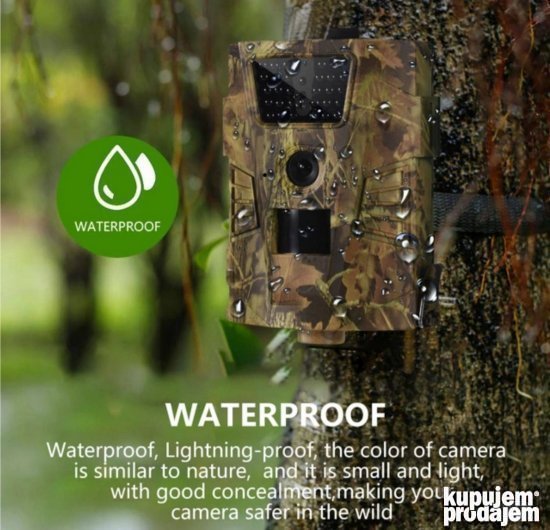 WATERPROOF
WATERPROOF
Waterproof, Lightning-proof, the color of camera
is similar to nature, and it is small and light,
with good concealment,making you
camera safer in the wild
kupujem
prodajem